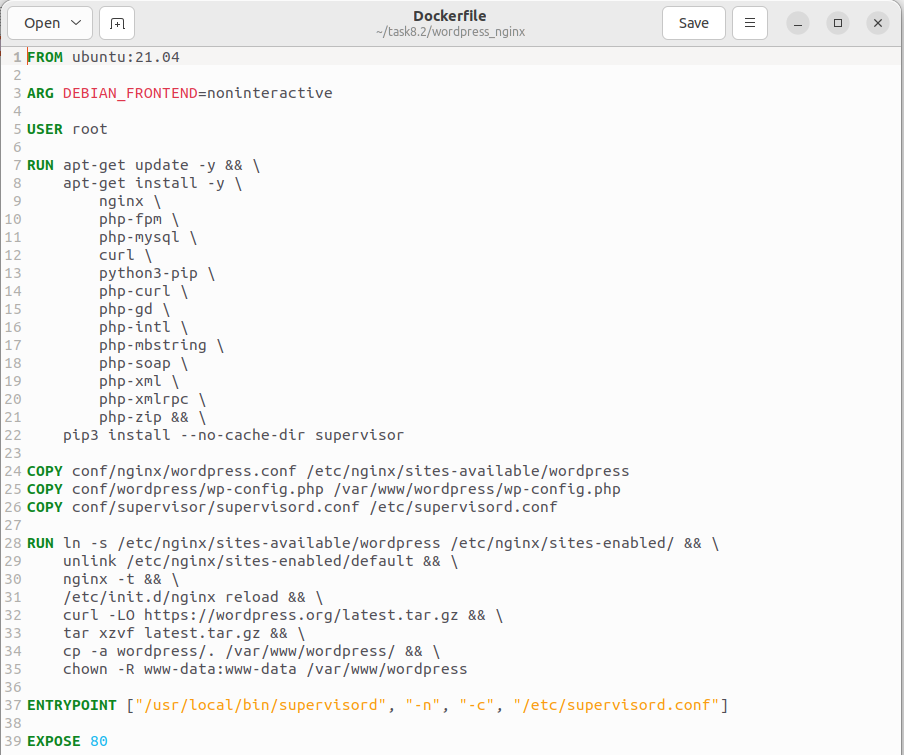 Open
Dockerfile
~/task8.2/wordpress_nginx
Save
1 FROM ubuntu:21.04
2
3 ARG DEBIAN_FRONTEND=noninteractive
4
5 USER root
6
7 RUN apt-get update -y && \
8     apt-get install -y \
9         nginx \
10         php-fpm \
11         php-mysql \
12         curl \
13         python3-pip \
14         php-curl \
15         php-gd \
16         php-intl \
17         php-mbstring \
18         php-soap \
19         php-xml \
20         php-xmlrpc \
21         php-zip && \
22     pip3 install --no-cache-dir supervisor
23
24 COPY conf/nginx/wordpress.conf /etc/nginx/sites-available/wordpress
25 COPY conf/wordpress/wp-config.php /var/www/wordpress/wp-config.php
26 COPY conf/supervisor/supervisord.conf /etc/supervisord.conf
27
28 RUN ln -s /etc/nginx/sites-available/wordpress /etc/nginx/sites-enabled/ && \
29     unlink /etc/nginx/sites-enabled/default && \
30     nginx -t && \
31     /etc/init.d/nginx reload && \
32     curl -LO https://wordpress.org/latest.tar.gz && \
33     tar xzvf latest.tar.gz && \
34     cp -a wordpress/. /var/www/wordpress/ && \
35     chown -R www-data:www-data /var/www/wordpress
36
37 ENTRYPOINT ["/usr/local/bin/supervisord", "-n", "-c", "/etc/supervisord.conf"]
38
39 EXPOSE 80